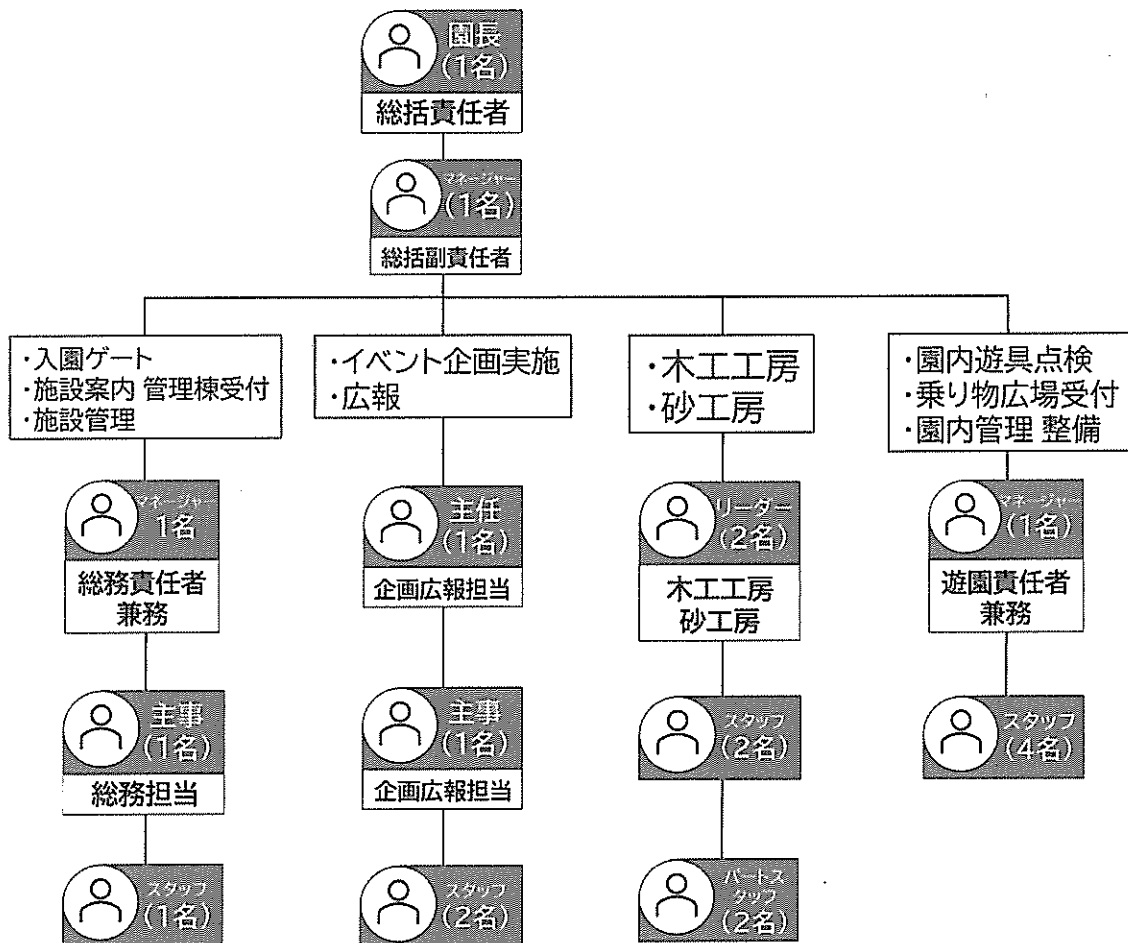 園長
(1名)
総括責任者
マネージャー
(1名)
総括副責任者
・入園ゲート
・施設案内 管理棟受付
・施設管理
マネージャー
1名
総務責任者
兼務
主事
(1名)
総務担当
スタッフ
(1名)
・イベント企画実施
・広報
主任
(1名)
企画広報担当
主事
(1名)
企画広報担当
スタッフ
(2名)
・木工工房
・砂工房
リーダー
(2名)
木工工房
砂工房
スタッフ
(2名)
パートス
タッフ
(2名)
・園内遊具点検
・乗り物広場受付
・園内管理 整備
マネージャー
(1名)
遊園責任者
兼務
スタッフ
(4名)